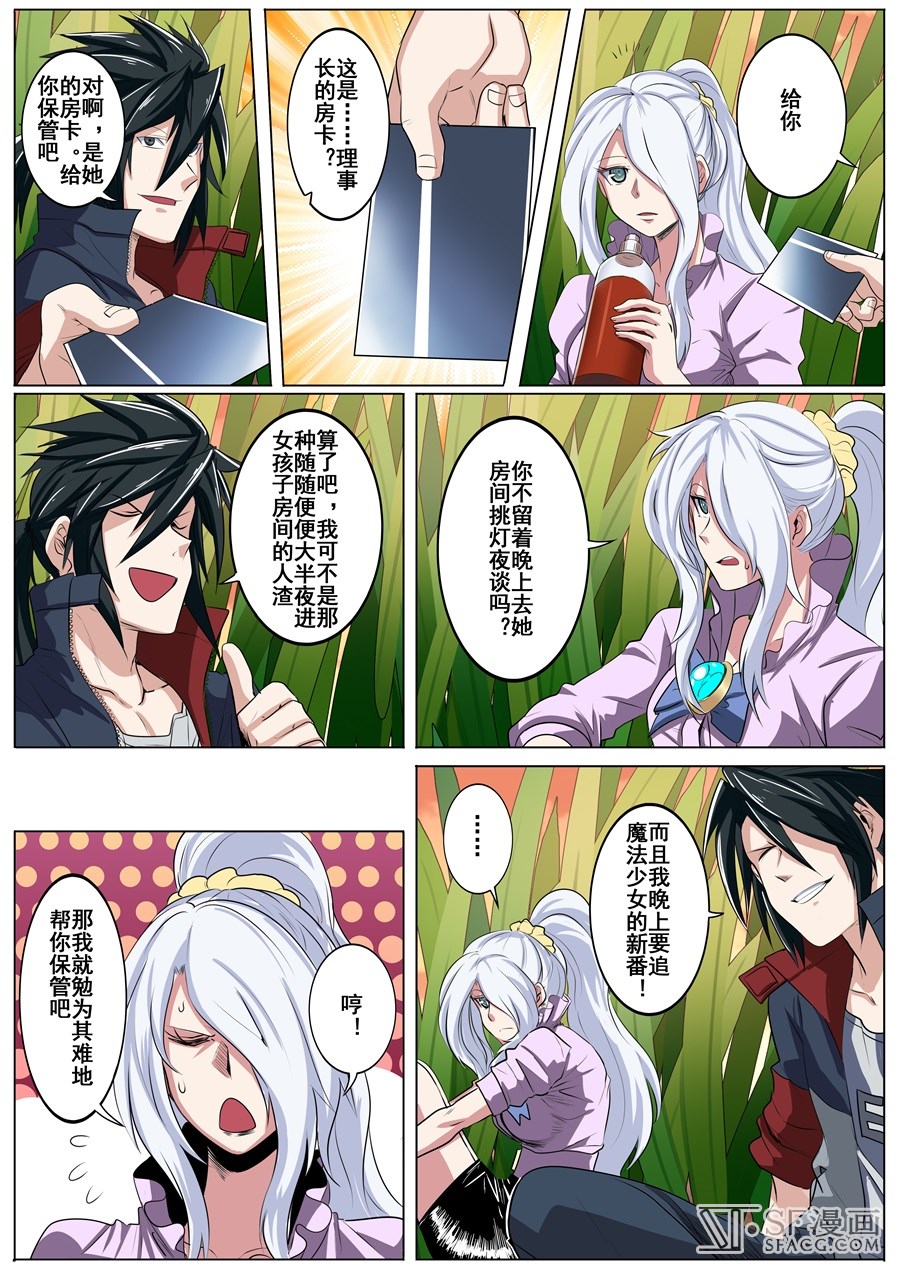 给你
这是……理事
长的房卡?
对啊，是她
的房卡。给
你保管吧
你不留着晚上去她
房间挑灯夜谈吗?
算了吧，我可不是那
种随随便便大半夜进
女孩子房间的人渣
而且我晚上要追
魔法少女的新番！
……
哼！
那我就勉为其难地
帮你保管吧
SF漫画
SFACG.COM